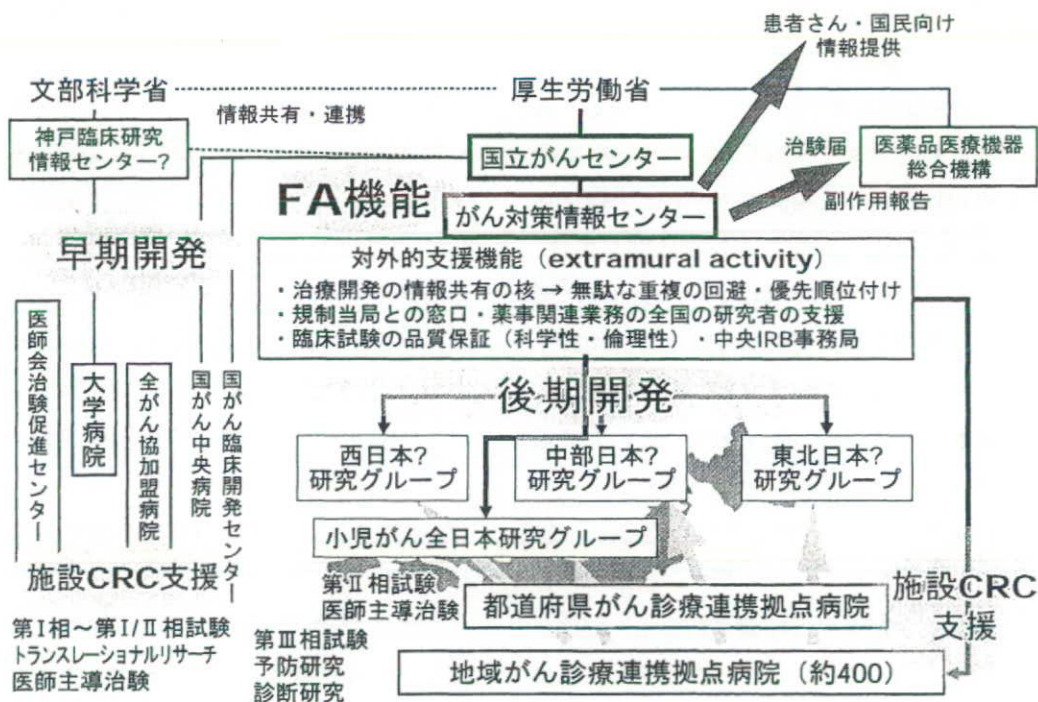 患者さん・国民向け
情報提供
文部科学省
厚生労働省
情報共有・連携
神戸臨床研究
情報センター?
国立がんセンター
治験届
医薬品医療機器
総合機構
副作用報告
FA機能
がん対策情報センター
早期開発
対外的支援機能（extramural activity）
・治療開発の情報共有の核 → 無駄な重複の回避・優先順位付け
・規制当局との窓口・薬事関連業務の全国の研究者の支援
・臨床試験の品質保証（科学性・倫理性）・中央IRB事務局
医師会治験促進センター
大学病院
全がん協加盟病院
国がん中央病院
国がん臨床開発センター
後期開発
西日本?
研究グループ
中部日本?
研究グループ
東北日本?
研究グループ
小児がん全日本研究グループ
施設CRC支援
第Ⅰ相～第Ⅰ/Ⅱ相試験
トランスレーショナルリサーチ
医師主導治験
第Ⅱ相試験
医師主導治験
都道府県がん診療連携拠点病院
施設CRC
支援
第Ⅲ相試験
予防研究
診断研究
地域がん診療連携拠点病院（約400）